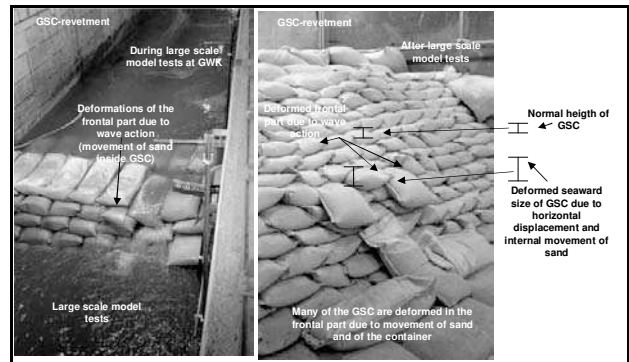 GSC-revetment
During large scale
model tests at GWK
Deformations of the
frontal part due to
wave action
(movement of sand
inside GSC)
Large scale model
tests
GSC-revetment
After large scale
model tests
Deformed frontal
part due to wave
action
Many of the GSC are deformed in the
frontal part due to movement of sand
and of the container
Normal heigth of
GSC
Deformed seaward
size of GSC due to
horizontal
displacement and
internal movement of
sand